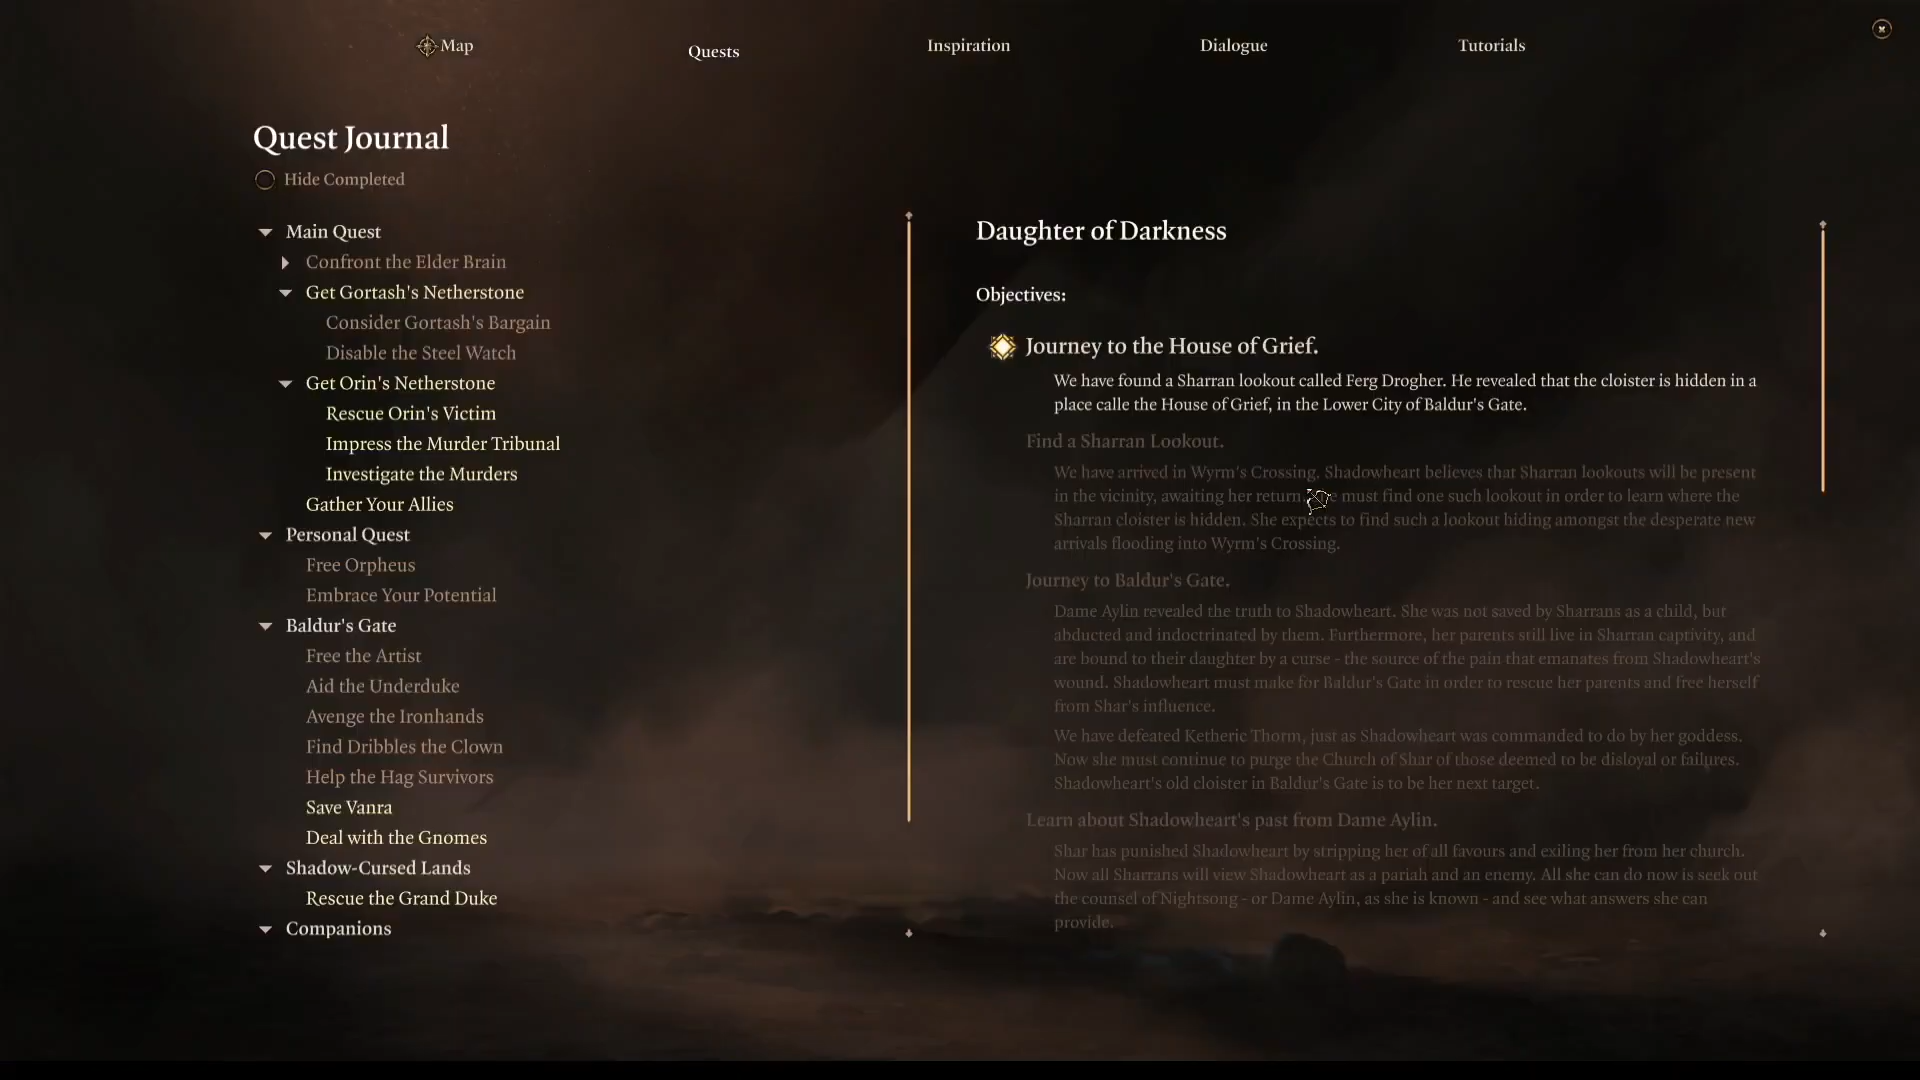 Map
Quests
Inspiration
Dialogue
Tutorials
Quest Journal
Hide Completed
Main Quest
Confront the Elder Brain
Get Gortash's Netherstone
Consider Gortash's Bargain
Disable the Steel Watch
Get Orin's Netherstone
Rescue Orin's Victim
Impress the Murder Tribunal
Investigate the Murders
Gather Your Allies
Personal Quest
Free Orpheus
Embrace Your Potential
Baldur's Gate
Free the Artist
Aid the Underduke
Avenge the Ironhands
Find Dribbles the Clown
Help the Hag Survivors
Save Vanra
Deal with the Gnomes
Shadow-Cursed Lands
Rescue the Grand Duke
Companions
Daughter of Darkness
Objectives:
Journey to the House of Grief.
We have found a Sharran lookout called Ferg Drogher. He revealed that the cloister is hidden in a
place calle the House of Grief, in the Lower City of Baldur's Gate.
Find a Sharran Lookout.
We have arrived in Wyrm's Crossing. Shadowheart believes that Sharran lookouts will be present
in the vicinity, awaiting her return. must find one such lookout in order to learn where the
Sharran cloister is hidden. She expects to find such a lookout hiding amongst the desperate new
arrivals flooding into Wyrm's Crossing.
Journey to Baldur's Gate.
Dame Aylin revealed the truth to Shadowheart. She was not saved by Sharrans as a child, but
abducted and indoctrinated by them. Furthermore, her parents still live in Sharran captivity, and
are bound to their daughter by a curse - the source of the pain that emanates from Shadowheart's
wound. Shadowheart must make for Baldur's Gate in order to rescue her parents and free herself
from Shar's influence.
We have defeated Ketheric Thorm, just as Shadowheart was commanded to do by her goddess.
Now she must continue to purge the Church of Shar of those deemed to be disloyal or failures.
Shadowheart's old cloister in Baldur's Gate is to be her next target.
Learn about Shadowheart's past from Dame Aylin.
Shar has punished Shadowheart by stripping her of all favours and exiling her from her church.
Now all Sharrans will view Shadowheart as a pariah and an enemy. All she can do now is seek out
the counsel of Nightsong - or Dame Aylin, as she is known - and see what answers she can
provide.